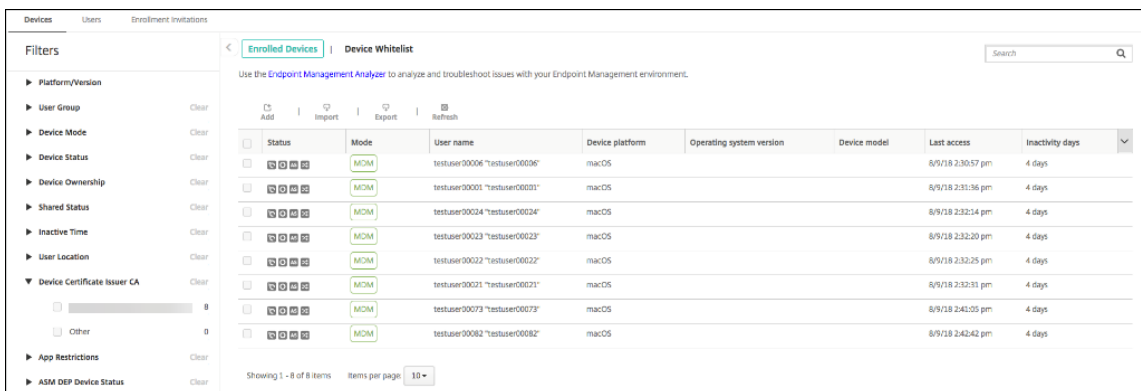 Devices Users Enrollment Invitations
Filters
Platform/Version
User Group Clear
Device Mode Clear
Device Status Clear
Device Ownership Clear
Shared Status Clear
Inactive Time Clear
User Location Clear
Device Certificate Issuer CA Clear
8
Other 0
App Restrictions Clear
ASM DEP Device Status Clear
Enrolled Devices | Device Whitelist
Search
Use the Endpoint Management Analyzer to analyze and troubleshoot issues with your Endpoint Management environment.
Add | Import | Export | Refresh
Status Mode User name Device platform Operating system version Device model Last access Inactivity days
MDM testuser00006 "testuser00006" macOS 8/9/18 2:30:57 pm 4 days
MDM testuser00001 "testuser00001" macOS 8/9/18 2:31:36 pm 4 days
MDM testuser00024 "testuser00024" macOS 8/9/18 2:32:14 pm 4 days
MDM testuser00023 "testuser00023" macOS 8/9/18 2:32:20 pm 4 days
MDM testuser00022 "testuser00022" macOS 8/9/18 2:32:25 pm 4 days
MDM testuser00021 "testuser00021" macOS 8/9/18 2:32:31 pm 4 days
MDM testuser00073 "testuser00073" macOS 8/9/18 2:41:05 pm 4 days
MDM testuser00082 "testuser00082" macOS 8/9/18 2:42:42 pm 4 days
Showing 1 - 8 of 8 items Items per page: 10